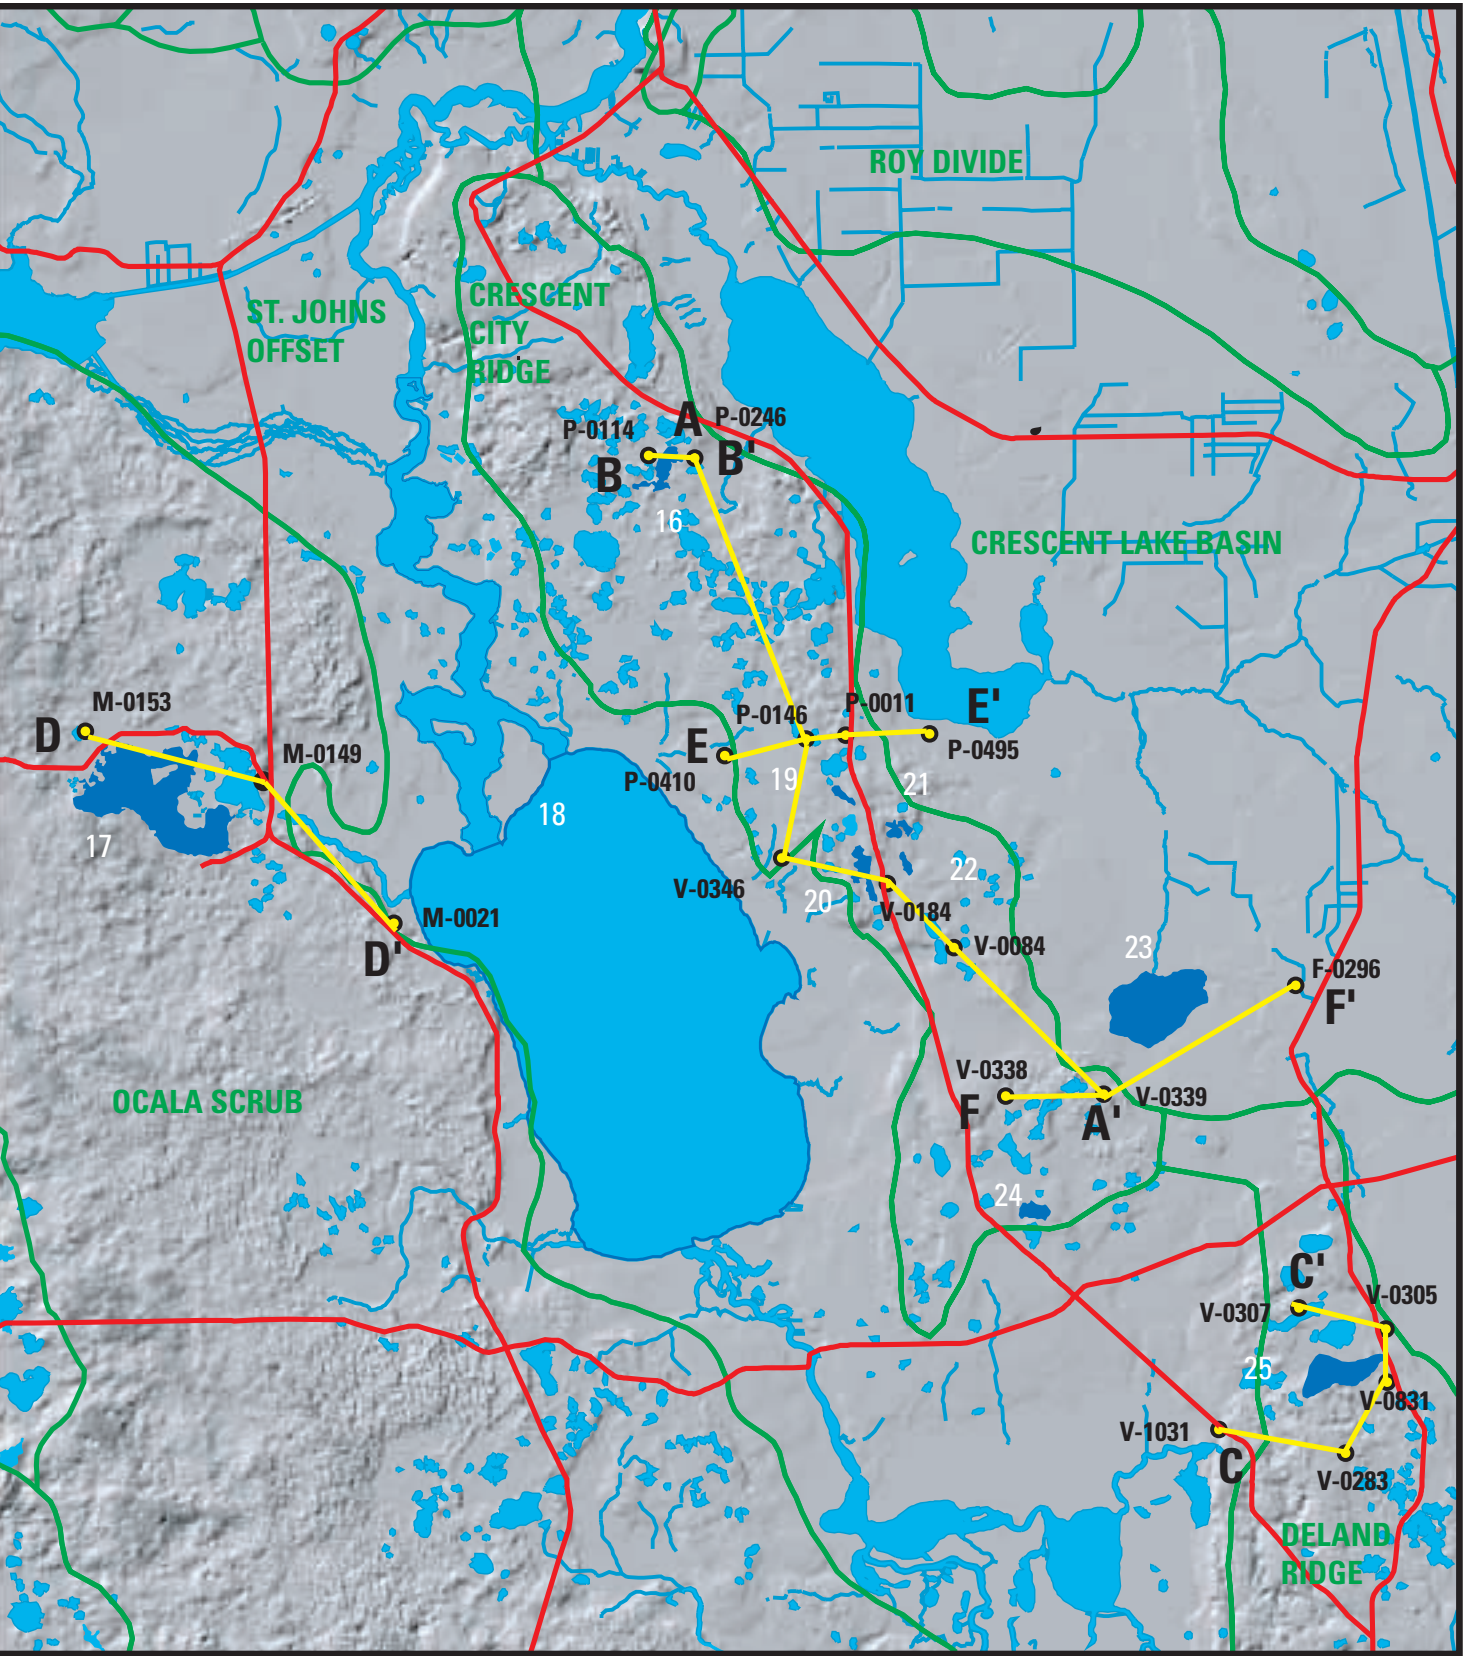 ROY DIVIDE
ST. JOHNS
OFFSET
CRESCENT
CITY
RIDGE
A
P-0246
P-0114
B
B'
16
CRESCENT LAKE BASIN
M-0153
D
M-0149
P-0146
P-0011
E'
E
P-0495
P-0410
19
21
18
17
22
V-0346
20
V-0184
M-0021
D'
V-0084
23
F-0296
F'
V-0338
F
V-0339
A'
OCALA SCRUB
24
C'
V-0305
V-0307
25
V-0831
V-1031
C
V-0283
DELAND
RIDGE